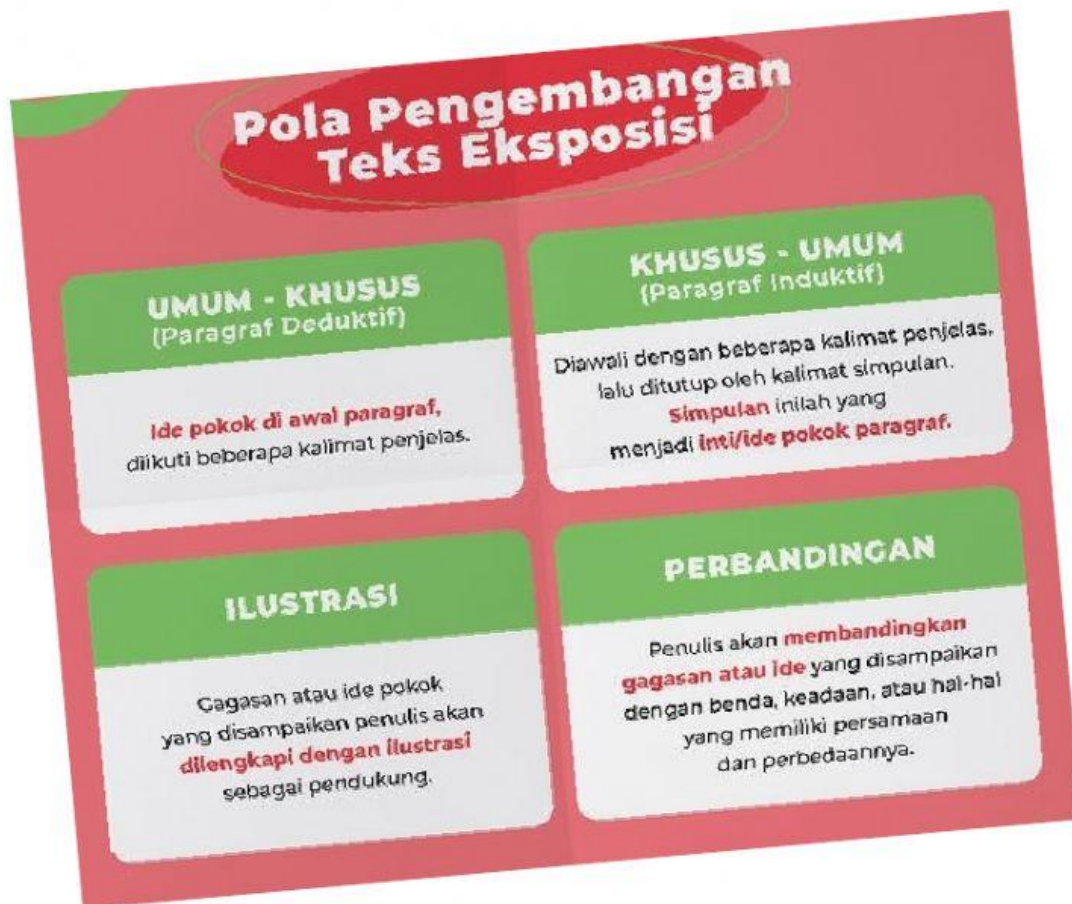 Pola Pengembangan
Teks Eksposisi
UMUM - KHUSUS
(Paragraf Deduktif)
Ide pokok di awal paragraf,
diikuti beberapa kalimat penjelas.
KHUSUS - UMUM
(Paragraf Induktif)
Diawali dengan beberapa kalimat penjelas,
lalu ditutup oleh kalimat simpulan.
Simpulan inilah yang
menjadi inti/ide pokok paragraf.
ILUSTRASI
Gagasan atau ide pokok
yang disampaikan penulis akan
dilengkapi dengan ilustrasi
sebagai pendukung.
PERBANDINGAN
Penulis akan membandingkan
gagasan atau ide yang disampaikan
dengan benda, keadaan, atau hal-hal
yang memiliki persamaan
dan perbedaannya.